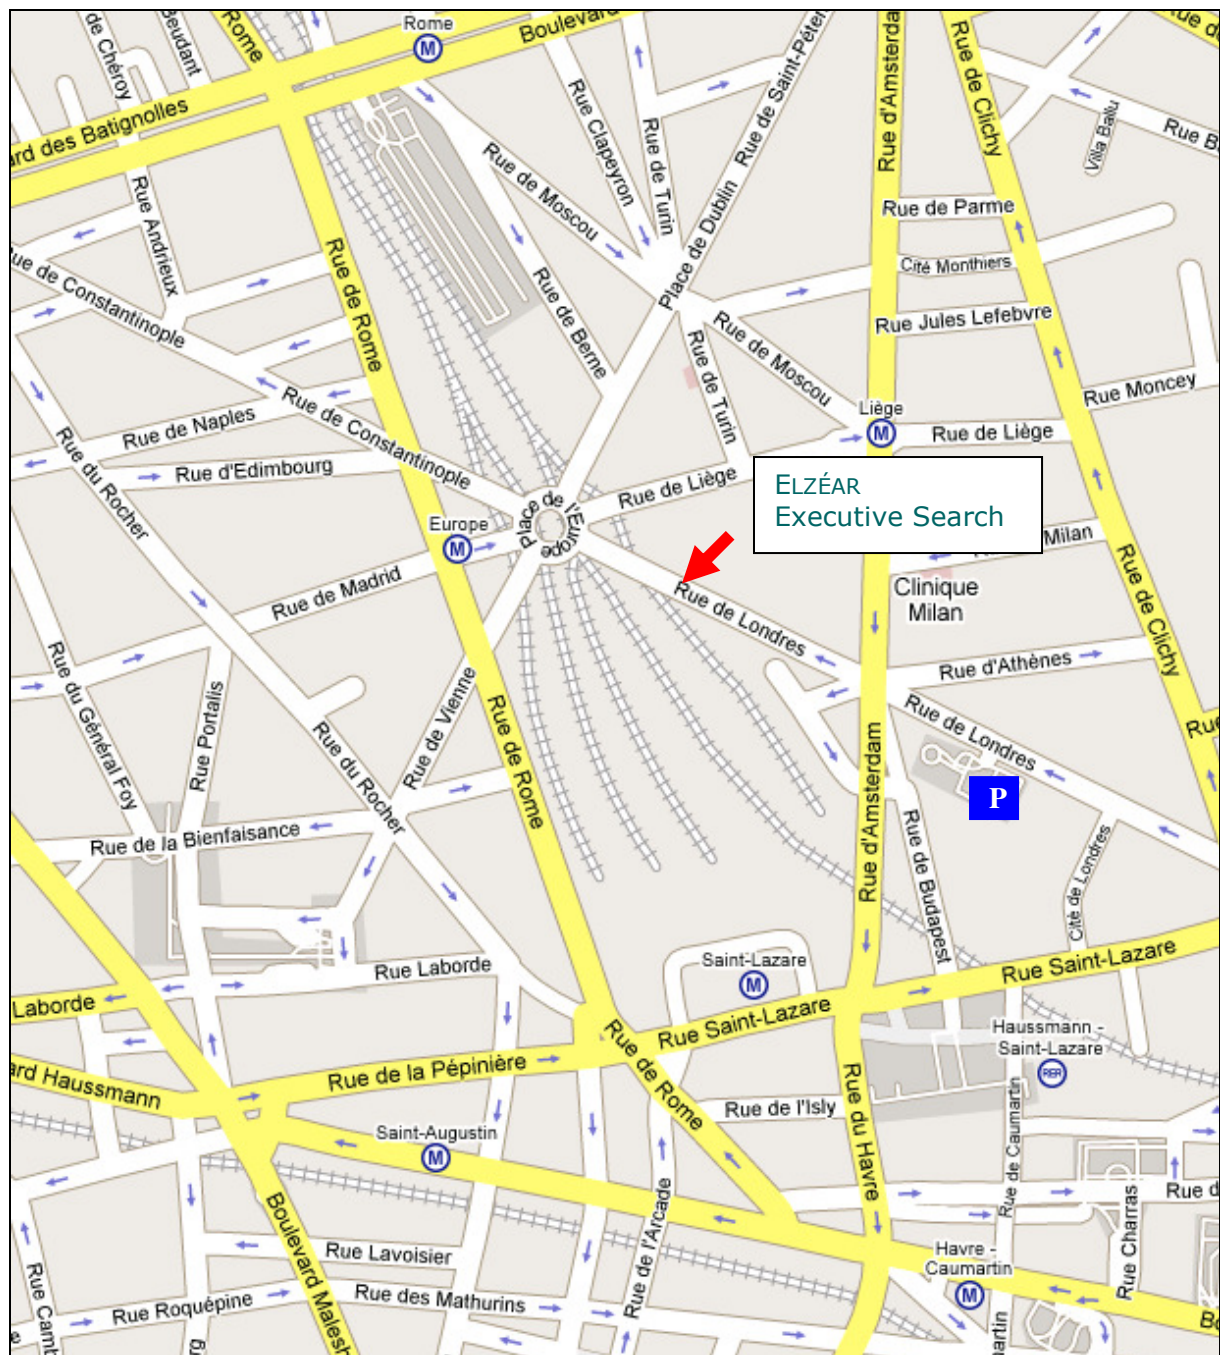 Rome
Boulevard
Rue de Saint-Péter
Rue d'Amsterda
Rue de Clichy
Rue d
de Chéroy
Beudant
Rome
ard des Batignolles
Rue Clapeyron
Rue de Turin
Rue de Moscou
Villa Ballu
Rue B
Rue Andrieux
Place de Dublin
Rue de Parme
Cité Monthiers
ue de Constantinople
Rue de Rome
Rue de Berne
Rue Jules Lefebvre
Rue de Turin
Rue de Moscou
Rue Moncey
Liège
Rue de Liège
Rue de Naples
Rue de Constantinople
Rue d'Edimbourg
Rue du Rocher
Rue de Liège
ELZÉAR
Executive Search
Place de l'Europe
Europe
Milan
Rue de Madrid
Rue de Londres
Clinique
Milan
Rue de Clichy
Rue d'Athènes
Rue du Général Foy
Rue Portalis
Rue de Vienne
Rue de Rome
Rue du Rocher
Rue d'Amsterdam
Rue de Londres
Rue
P
Rue de la Bienfaisance
Rue de Budapest
Cité de Londres
Saint-Lazare
Rue Laborde
Rue Saint-Lazare
Laborde
Rue Saint-Lazare
Haussmann -
Saint-Lazare
RER
ard Haussmann
Rue de la Pépinière
Rue de Rome
Rue de l'Isly
Rue du Havre
Rue de Caumartin
Saint-Augustin
Rue d
Rue de l'Arcade
Rue Charras
Boulevard Malesh
Rue Lavoisier
Havre -
Caumartin
Rue Camb
Rue Roquépine
Rue des Mathurins
Bo
e
martin